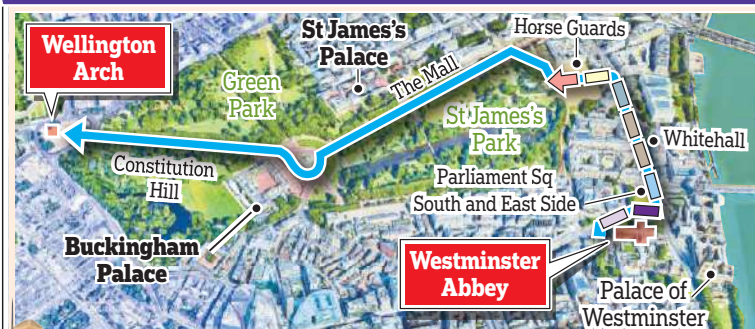 Wellington
Arch
Green
Park
St James's
Palace
The Mall
Horse Guards
St James's
Park
Whitehall
Constitution
Hill
Parliament Sq
South and East Side
Buckingham
Palace
Westminster
Abbey
Palace of
Westminster